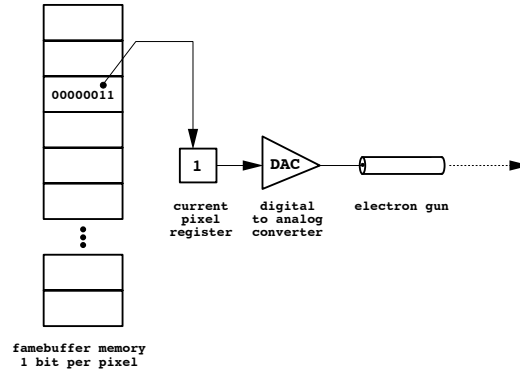 00000011
1
DAC
current
pixel
register
digital
to analog
converter
electron gun
famebuffer memory
1 bit per pixel